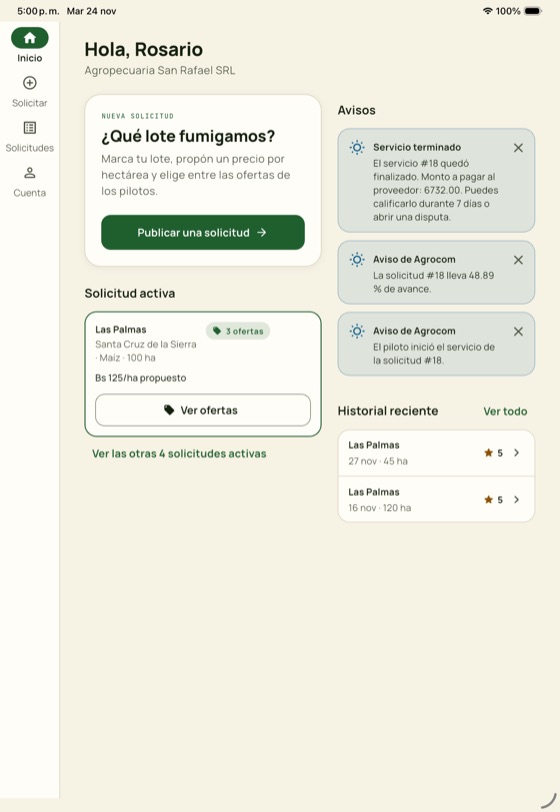 5:00 p. m. Mar 24 nov
100%
Inicio
Solicitar
Solicitudes
Cuenta
Hola, Rosario
Agropecuaria San Rafael SRL
NUEVA SOLICITUD
¿Qué lote fumigamos?
Marca tu lote, propón un precio por
hectárea y elige entre las ofertas de
los pilotos.
Publicar una solicitud →
Solicitud activa
Las Palmas
3 ofertas
Santa Cruz de la Sierra
· Maíz · 100 ha
Bs 125/ha propuesto
Ver ofertas
Ver las otras 4 solicitudes activas
Avisos
Servicio terminado
El servicio #18 quedó
finalizado. Monto a pagar al
proveedor: 6732.00. Puedes
calificarlo durante 7 días o
abrir una disputa.
Aviso de Agrocom
La solicitud #18 lleva 48.89
% de avance.
Aviso de Agrocom
El piloto inició el servicio de
la solicitud #18.
Historial reciente
Ver todo
Las Palmas
27 nov · 45 ha
5
Las Palmas
16 nov · 120 ha
5